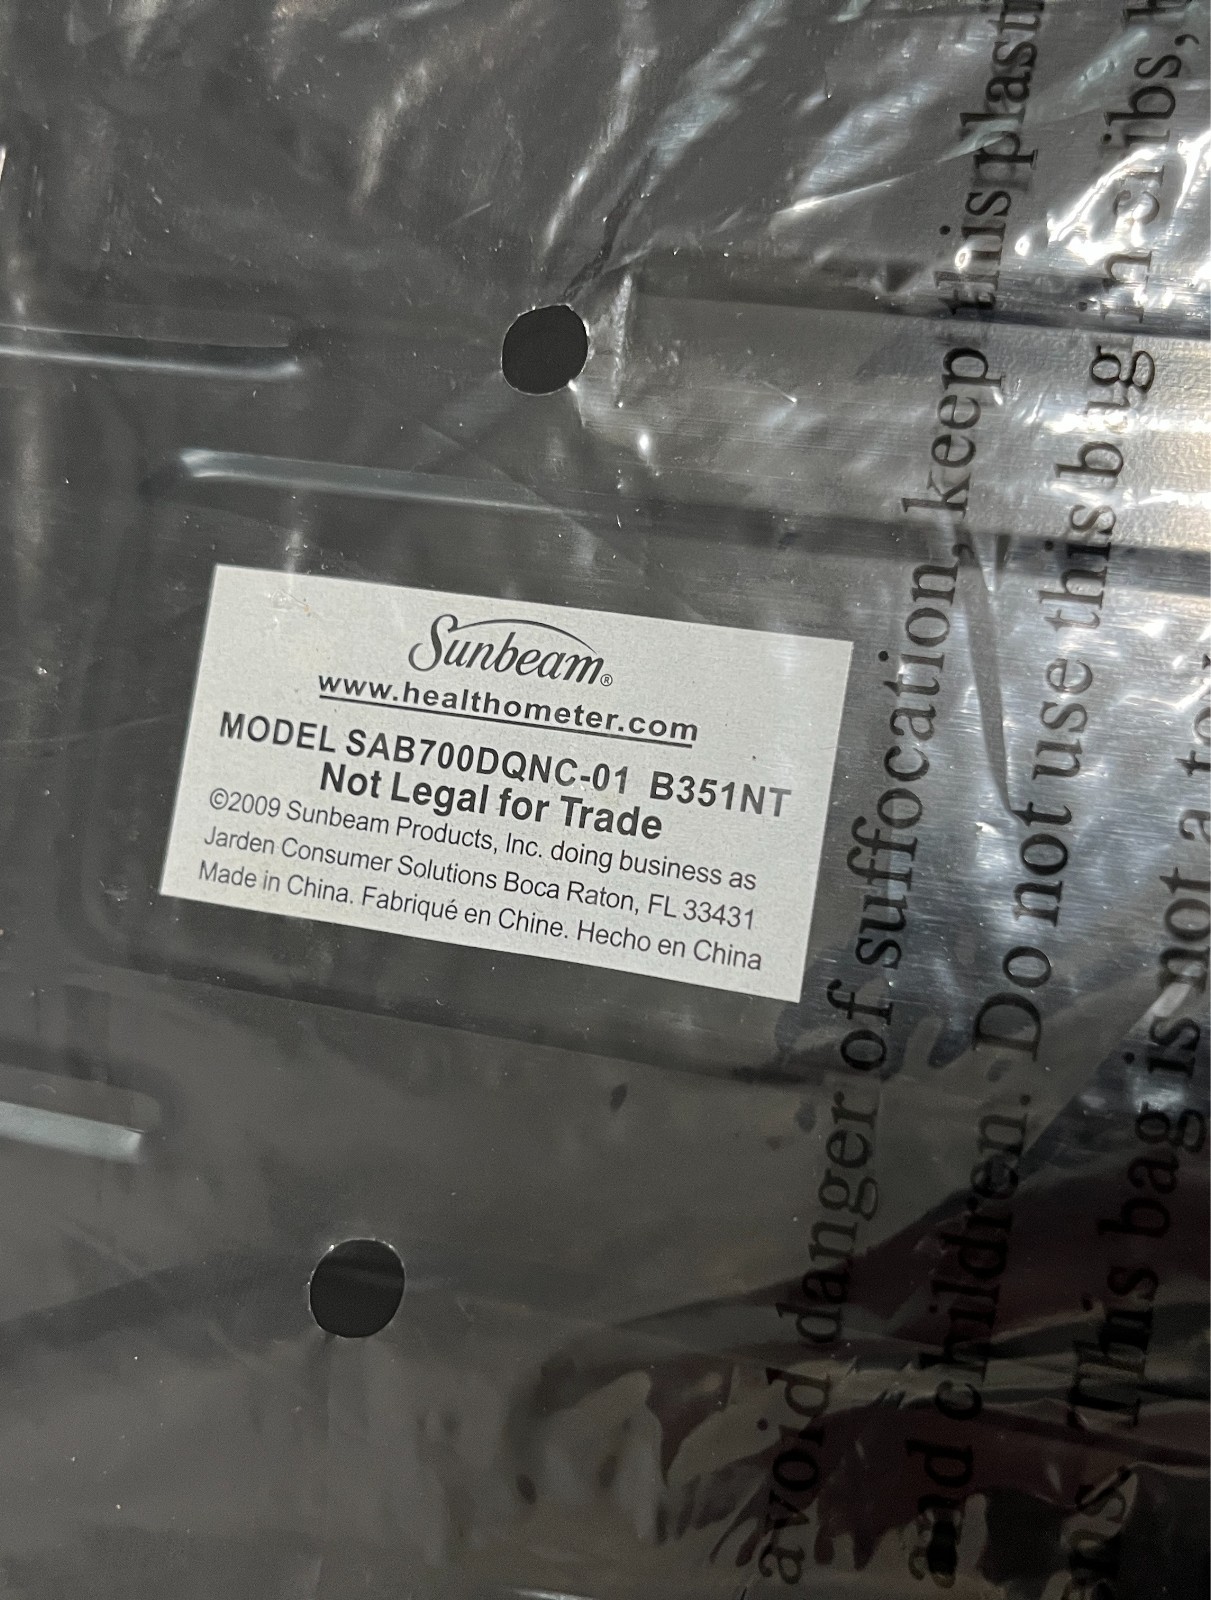 Sunbeam®
www.healthometer.com
MODEL SAB700DQNC-01 B351NT
Not Legal for Trade
©2009 Sunbeam Products, Inc. doing business as
Jarden Consumer Solutions Boca Raton, FL 33431
Made in China. Fabriqué en Chine. Hecho en China
avoid danger of suffocation, keep this plast
and children. Do not use this bag in cribs,
This bag is not a toy